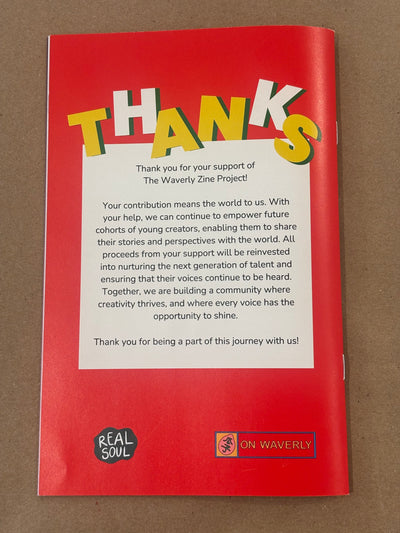 THANKS
Thank you for your support of
The Waverly Zine Project!
Your contribution means the world to us. With
your help, we can continue to empower future
cohorts of young creators, enabling them to share
their stories and perspectives with the world. All
proceeds from your support will be reinvested
into nurturing the next generation of talent and
ensuring that their voices continue to be heard.
Together, we are building a community where
creativity thrives, and where every voice has the
opportunity to shine.
Thank you for being a part of this journey with us!
REAL
SOUL
ON WAVERLY